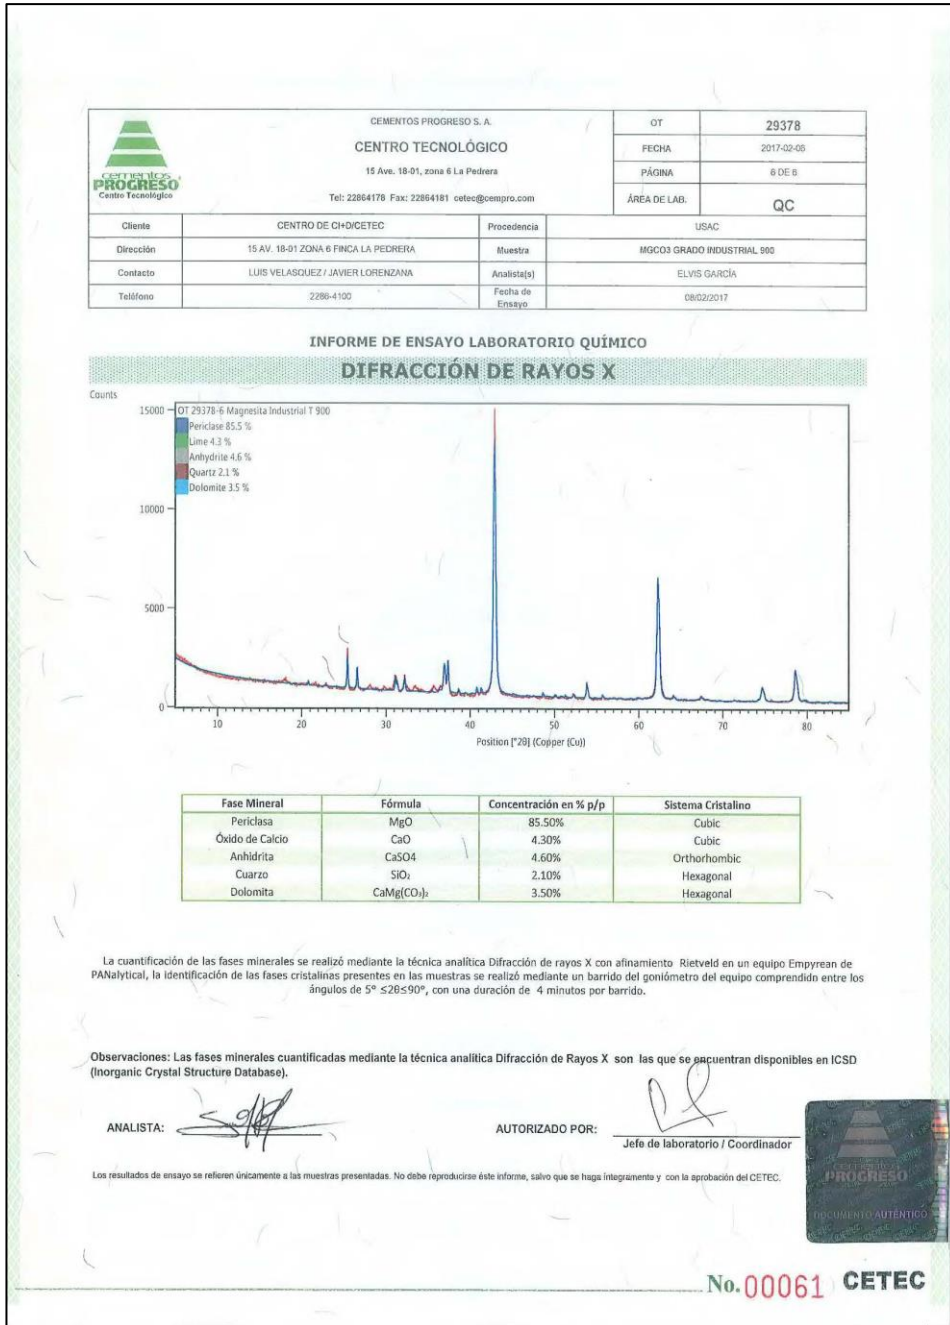 cementos
PROGRESO
Centro Tecnológico
CEMENTOS PROGRESO S. A.
CENTRO TECNOLÓGICO
15 Ave. 18-01, zona 6 La Pedrera
Tel: 22864178 Fax: 22864181 cetec@cempro.com
OT 29378
FECHA 2017-02-05
PÁGINA 6 DE 6
ÁREA DE LAB. QC
Cliente CENTRO DE CI+D/CETEC Procedencia USAC
Dirección 15 AV. 18-01 ZONA 6 FINCA LA PEDRERA Muestra MGCO3 GRADO INDUSTRIAL 900
Contacto LUIS VELASQUEZ / JAVIER LORENZANA Analista(s) ELVIS GARCÍA
Teléfono 2286-4100 Fecha de Ensayo 08/02/2017
INFORME DE ENSAYO LABORATORIO QUÍMICO
DIFRACCIÓN DE RAYOS X
Counts
15000
OT 29378-6 Magnesita Industrial T 900
Periclase 85.5 %
Lime 4.3 %
Anhydrite 4.6 %
Quartz 2.1 %
Dolomite 3.5 %
10000
5000
0
10 20 30 40 50 60 70 80
Position [°2θ] (Copper (Cu))
Fase Mineral Fórmula Concentración en % p/p Sistema Cristalino
Periclasa MgO 85.50% Cubic
Óxido de Calcio CaO 4.30% Cubic
Anhidrita CaSO4 4.60% Orthorhombic
Cuarzo SiO₂ 2.10% Hexagonal
Dolomita CaMg(CO₃)₂ 3.50% Hexagonal
La cuantificación de las fases minerales se realizó mediante la técnica analítica Difracción de rayos X con afinamiento Rietveld en un equipo Empyrean de
PANalytical, la identificación de las fases cristalinas presentes en las muestras se realizó mediante un barrido del goniómetro del equipo comprendido entre los
ángulos de 5° ≤2θ≤90°, con una duración de 4 minutos por barrido.
Observaciones: Las fases minerales cuantificadas mediante la técnica analítica Difracción de Rayos X son las que se encuentran disponibles en ICSD
(Inorganic Crystal Structure Database).
ANALISTA:
AUTORIZADO POR:
Jefe de laboratorio / Coordinador
Los resultados de ensayo se refieren únicamente a las muestras presentadas. No debe reproducirse éste informe, salvo que se haga íntegramente y con la aprobación del CETEC.
cementos
PROGRESO
DOCUMENTO AUTÉNTICO
No. 00061 CETEC